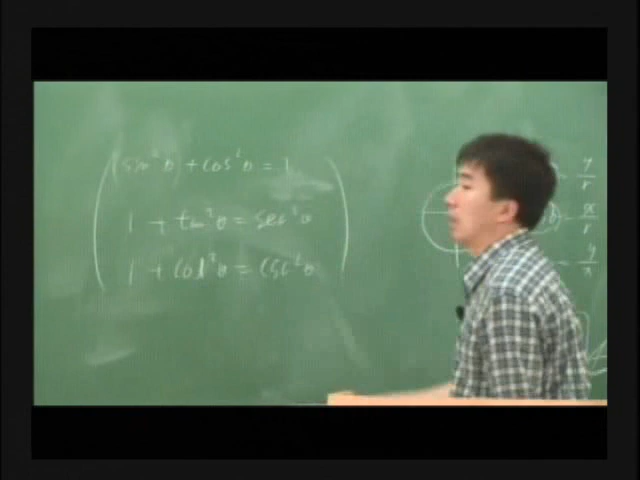 sin²θ + cos²θ = 1
1 + tan²θ = sec²θ
1 + cot²θ = csc²θ
= y/r
= x/r
= y/x